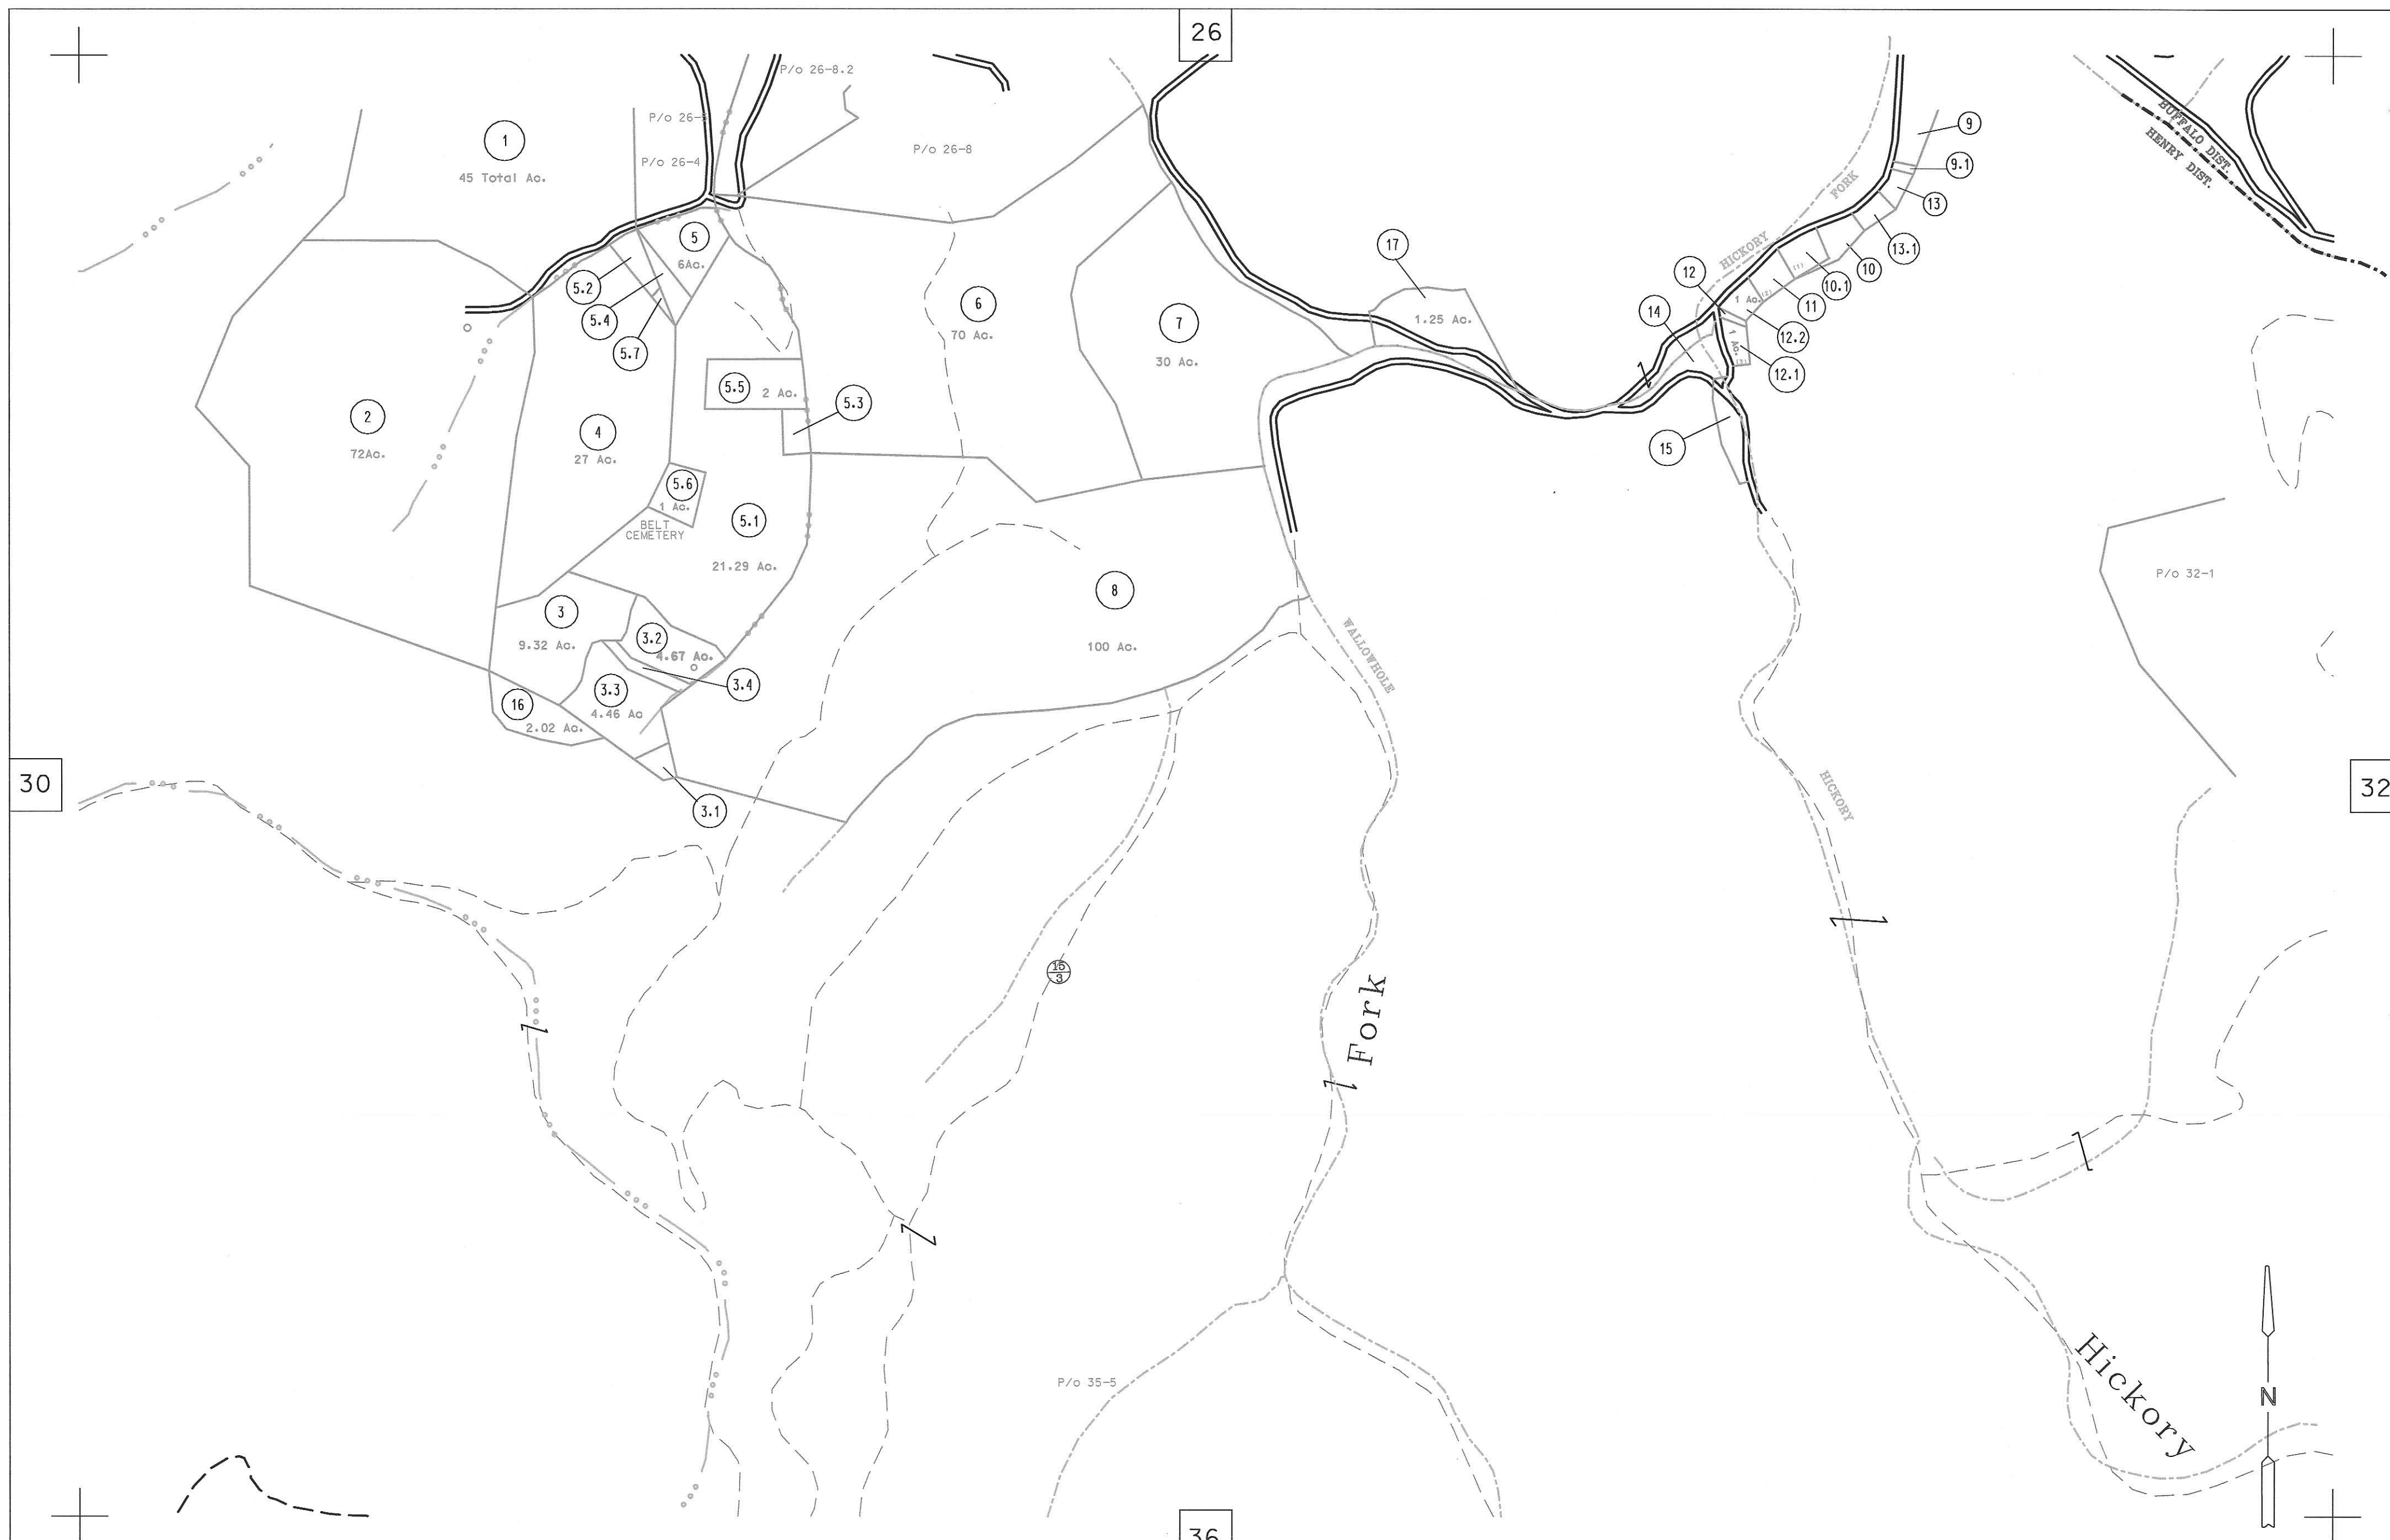 26
P/o 26-8.2
P/o 26-
P/o 26-4
P/o 26-8
1
45 Total Ac.
BUFFALO DIST.
HENRY DIST.
9
9.1
13
13.1
10
10.1
11
12
12.2
12.1
14
15
HICKORY
FORK
(1)
(2)
1 Ac.
1 Ac.
17
1.25 Ac.
5
6Ac.
5.2
5.4
5.7
6
70 Ac.
7
30 Ac.
5.5
2 Ac.
5.3
2
72Ac.
4
27 Ac.
5.6
1 Ac.
BELT
CEMETERY
5.1
21.29 Ac.
8
100 Ac.
P/o 32-1
3
9.32 Ac.
3.2
4.67 Ac.
3.4
3.3
4.46 Ac
16
2.02 Ac.
3.1
WALLOWHOLE
HICKORY
30
32
15
3
Fork
P/o 35-5
Hickory
N
36